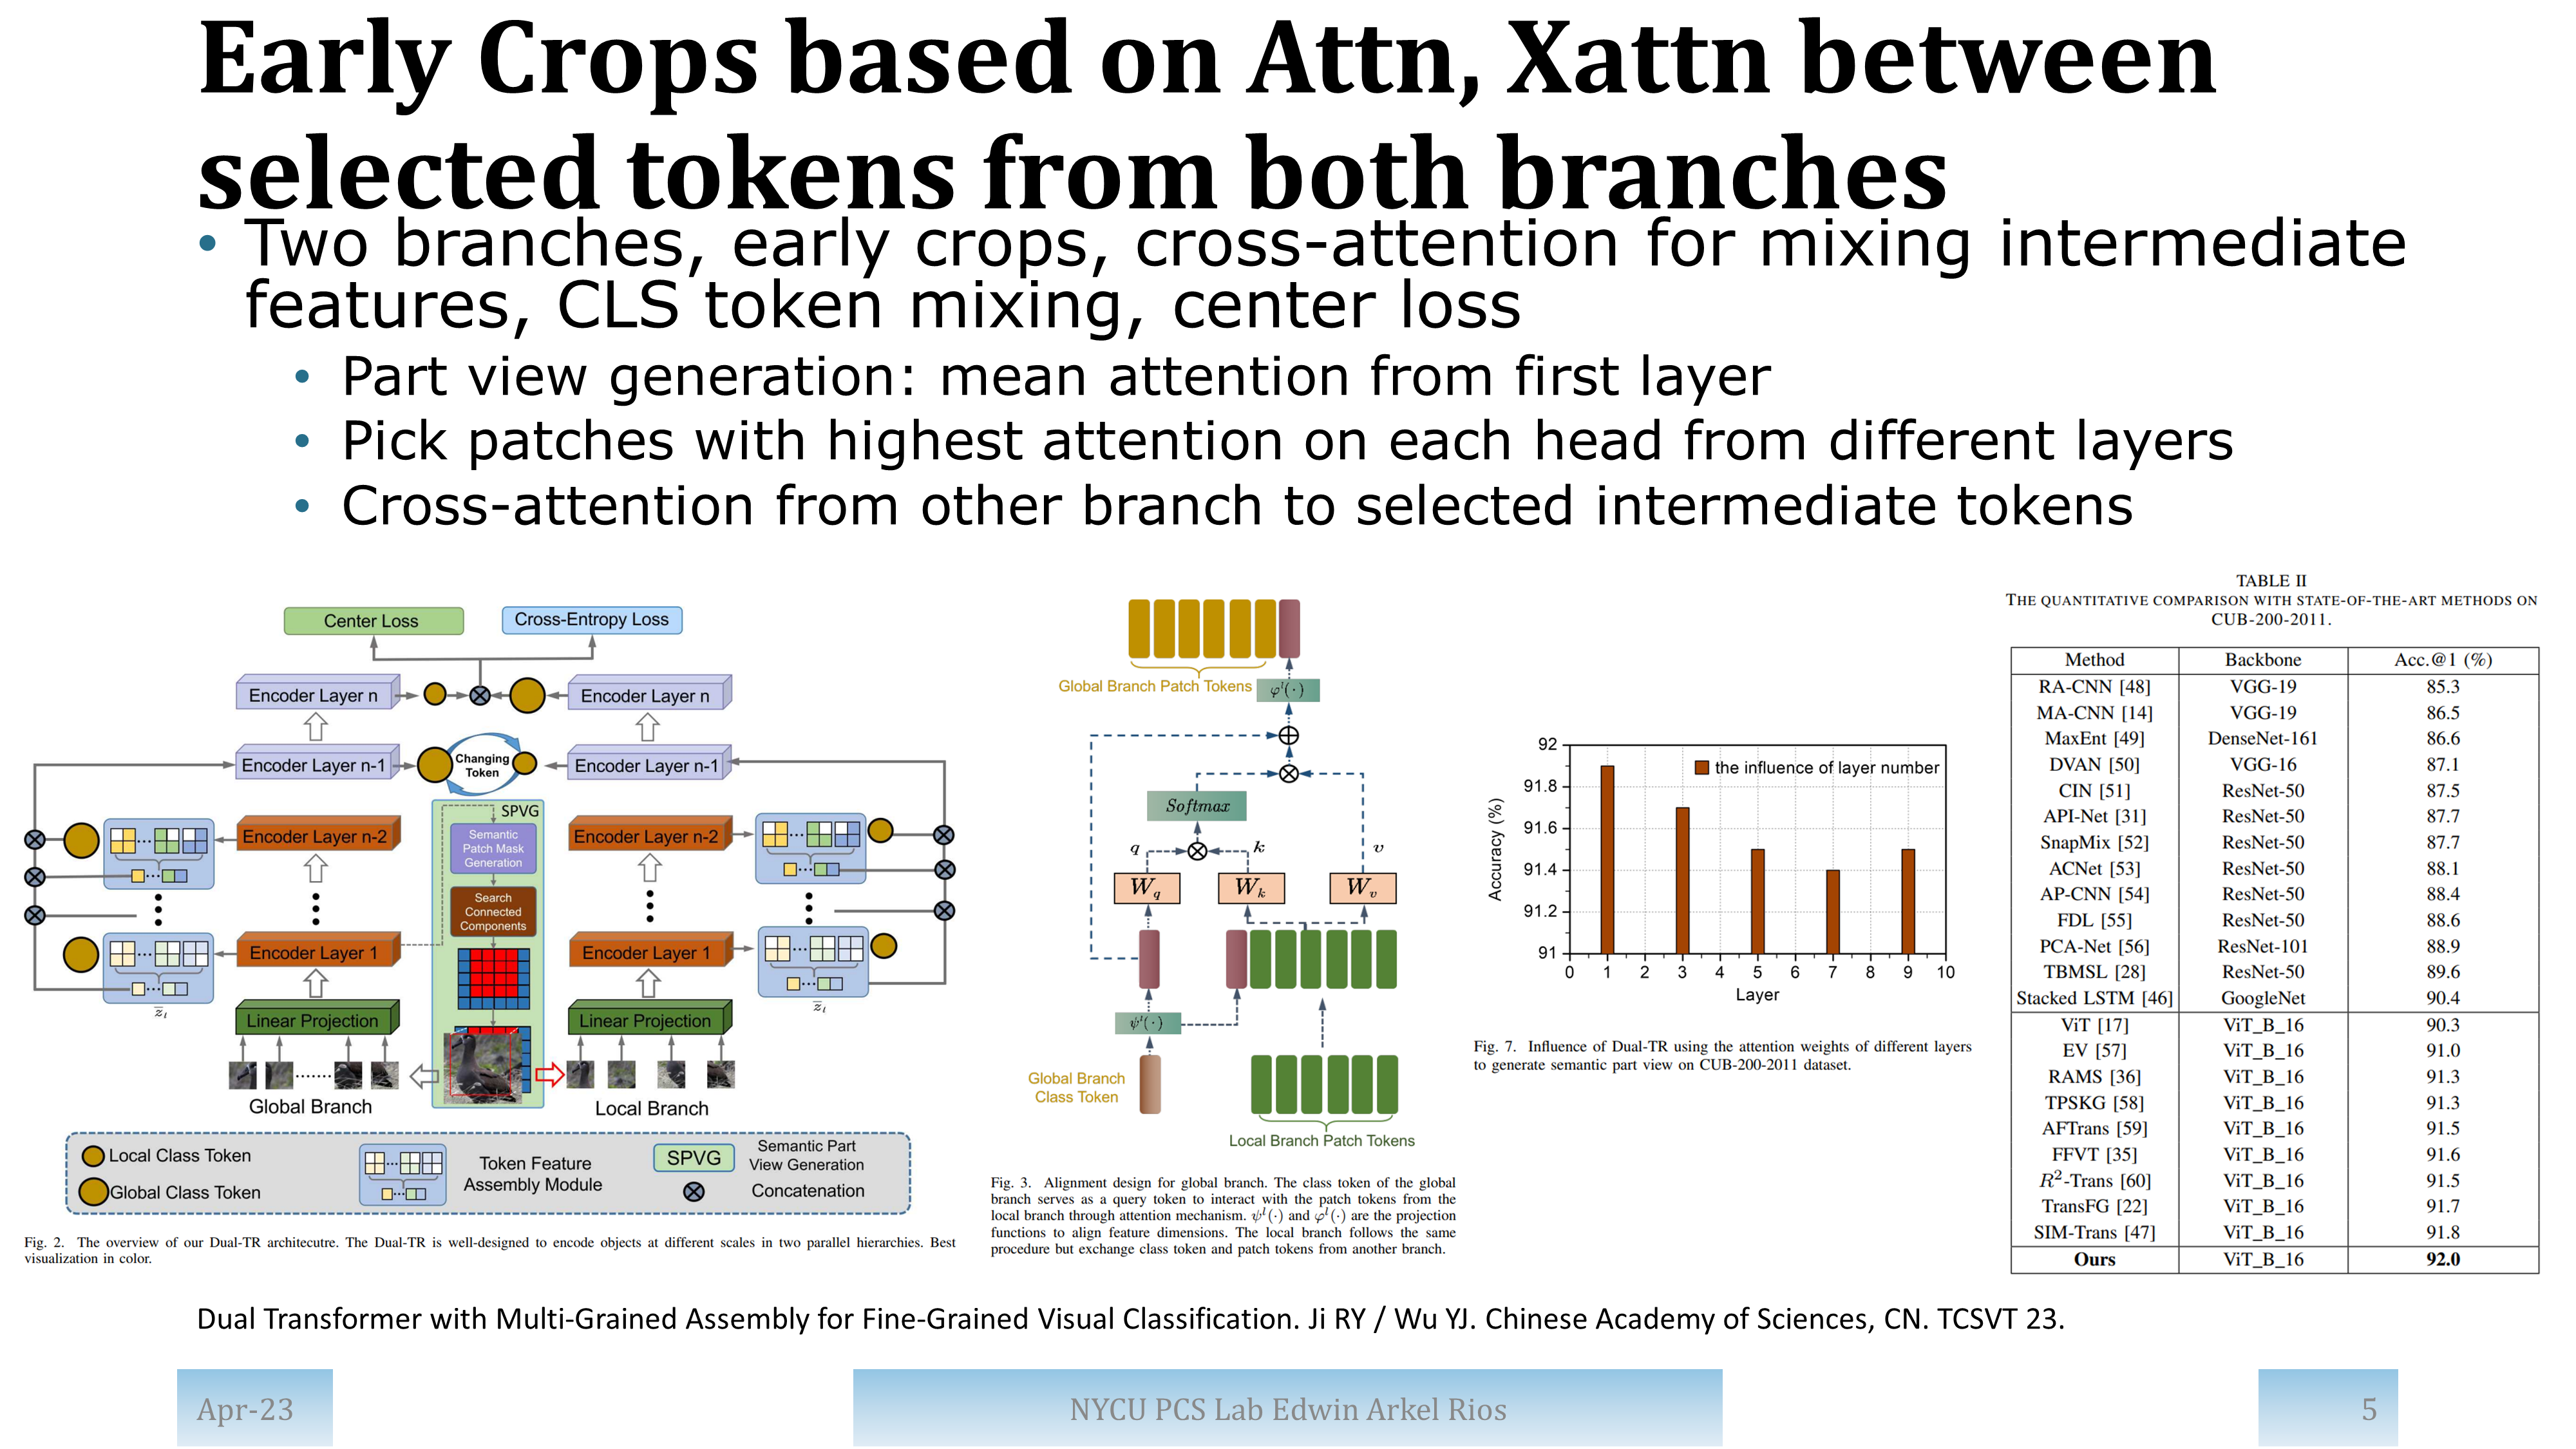 Early Crops based on Attn, Xattn between
selected tokens from both branches
• Two branches, early crops, cross-attention for mixing intermediate
features, CLS token mixing, center loss
• Part view generation: mean attention from first layer
• Pick patches with highest attention on each head from different layers
• Cross-attention from other branch to selected intermediate tokens
Center Loss
Cross-Entropy Loss
Encoder Layer n
Encoder Layer n
Encoder Layer n-1
Changing
Token
Encoder Layer n-1
SPVG
Encoder Layer n-2
Semantic
Patch Mask
Generation
Encoder Layer n-2
Search
Connected
Components
Encoder Layer 1
Encoder Layer 1
z̄ₗ
z̄ₗ
Linear Projection
Linear Projection
Global Branch
Local Branch
Local Class Token
Global Class Token
Token Feature
Assembly Module
SPVG
Semantic Part
View Generation
Concatenation
Fig. 2. The overview of our Dual-TR architecutre. The Dual-TR is well-designed to encode objects at different scales in two parallel hierarchies. Best
visualization in color.
Global Branch Patch Tokens
φˡ(·)
Softmax
q
k
v
W_q
W_k
W_v
ψˡ(·)
Global Branch
Class Token
Local Branch Patch Tokens
Fig. 3. Alignment design for global branch. The class token of the global
branch serves as a query token to interact with the patch tokens from the
local branch through attention mechanism. ψˡ(·) and φˡ(·) are the projection
functions to align feature dimensions. The local branch follows the same
procedure but exchange class token and patch tokens from another branch.
the influence of layer number
Accuracy (%)
92
91.8
91.6
91.4
91.2
91
0 1 2 3 4 5 6 7 8 9 10
Layer
Fig. 7. Influence of Dual-TR using the attention weights of different layers
to generate semantic part view on CUB-200-2011 dataset.
TABLE II
THE QUANTITATIVE COMPARISON WITH STATE-OF-THE-ART METHODS ON
CUB-200-2011.
Method Backbone Acc.@1 (%)
RA-CNN [48] VGG-19 85.3
MA-CNN [14] VGG-19 86.5
MaxEnt [49] DenseNet-161 86.6
DVAN [50] VGG-16 87.1
CIN [51] ResNet-50 87.5
API-Net [31] ResNet-50 87.7
SnapMix [52] ResNet-50 87.7
ACNet [53] ResNet-50 88.1
AP-CNN [54] ResNet-50 88.4
FDL [55] ResNet-50 88.6
PCA-Net [56] ResNet-101 88.9
TBMSL [28] ResNet-50 89.6
Stacked LSTM [46] GoogleNet 90.4
ViT [17] ViT_B_16 90.3
EV [57] ViT_B_16 91.0
RAMS [36] ViT_B_16 91.3
TPSKG [58] ViT_B_16 91.3
AFTrans [59] ViT_B_16 91.5
FFVT [35] ViT_B_16 91.6
R²-Trans [60] ViT_B_16 91.5
TransFG [22] ViT_B_16 91.7
SIM-Trans [47] ViT_B_16 91.8
Ours ViT_B_16 92.0
Dual Transformer with Multi-Grained Assembly for Fine-Grained Visual Classification. Ji RY / Wu YJ. Chinese Academy of Sciences, CN. TCSVT 23.
Apr-23
NYCU PCS Lab Edwin Arkel Rios
5